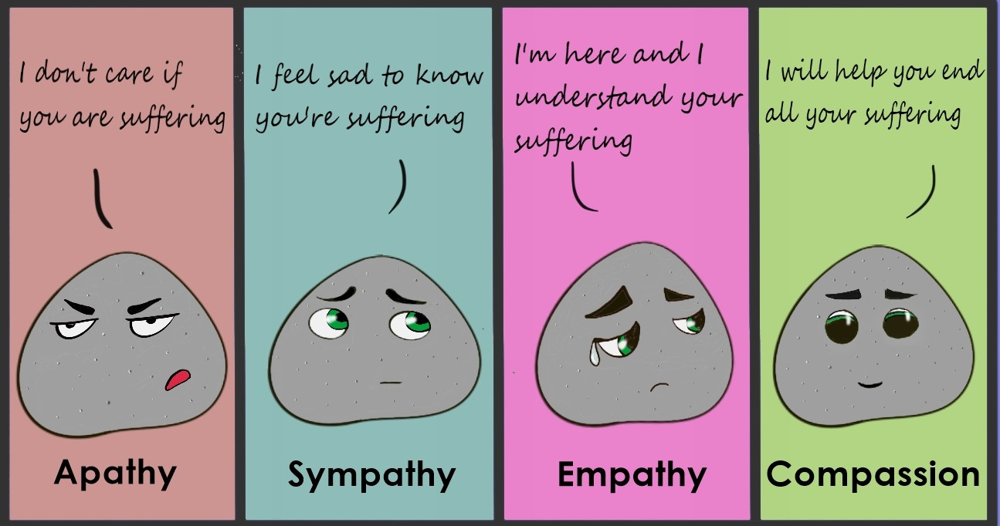 I don't care if
you are suffering
Apathy
I feel sad to know
you're suffering
Sympathy
I'm here and I
understand your
suffering
Empathy
I will help you end
all your suffering
Compassion